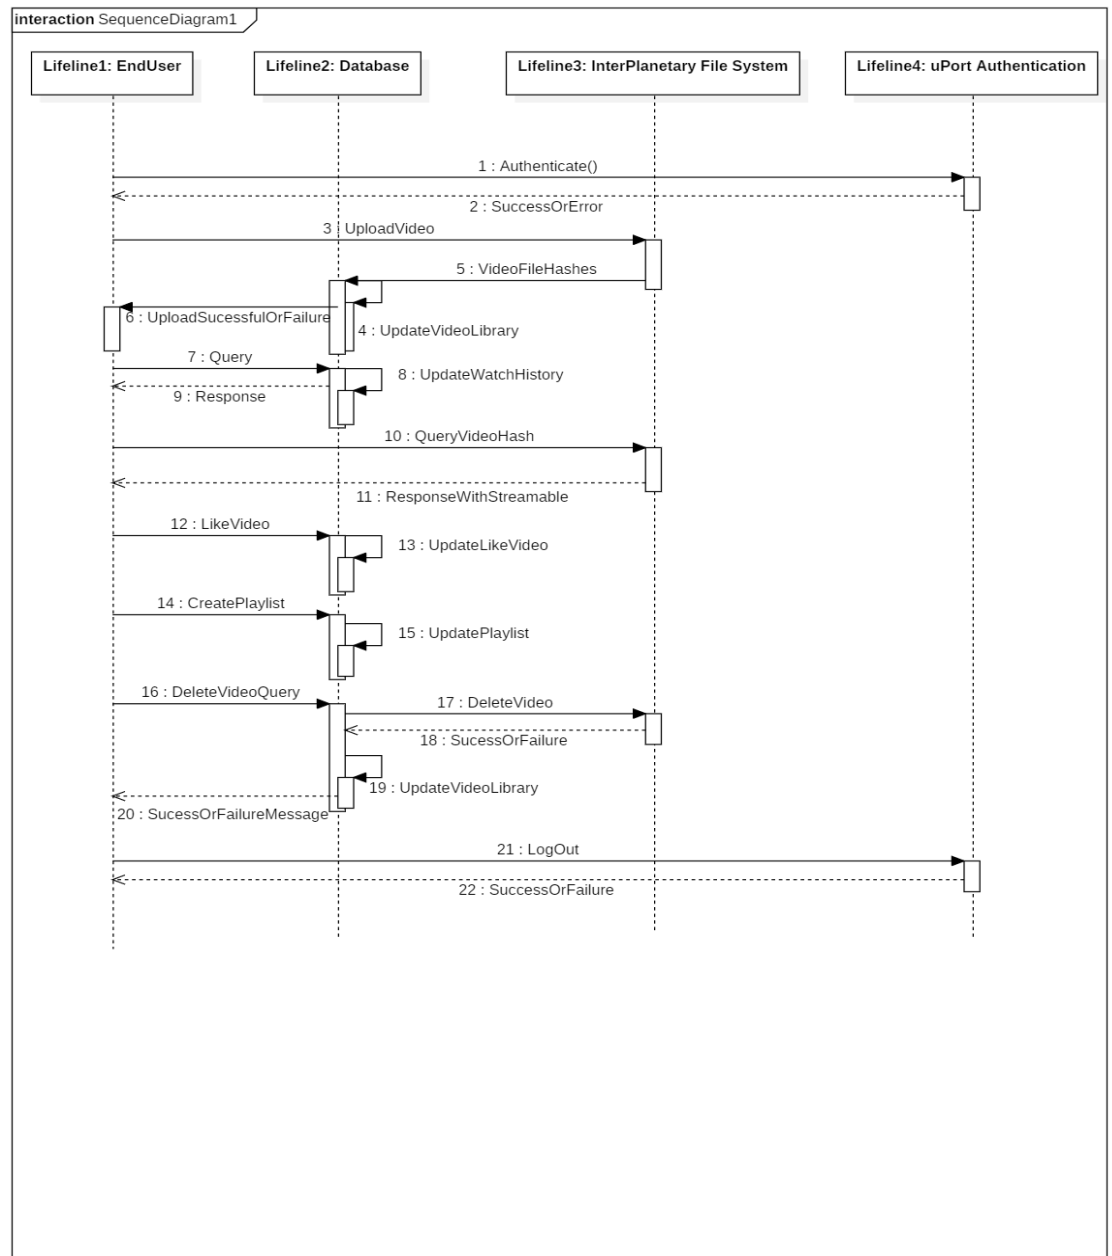 interaction SequenceDiagram1
Lifeline1: EndUser
Lifeline2: Database
Lifeline3: InterPlanetary File System
Lifeline4: uPort Authentication
1 : Authenticate()
2 : SuccessOrError
3 : UploadVideo
5 : VideoFileHashes
6 : UploadSucessfulOrFailure
4 : UpdateVideoLibrary
7 : Query
8 : UpdateWatchHistory
9 : Response
10 : QueryVideoHash
11 : ResponseWithStreamable
12 : LikeVideo
13 : UpdateLikeVideo
14 : CreatePlaylist
15 : UpdatePlaylist
16 : DeleteVideoQuery
17 : DeleteVideo
18 : SucessOrFailure
19 : UpdateVideoLibrary
20 : SucessOrFailureMessage
21 : LogOut
22 : SuccessOrFailure